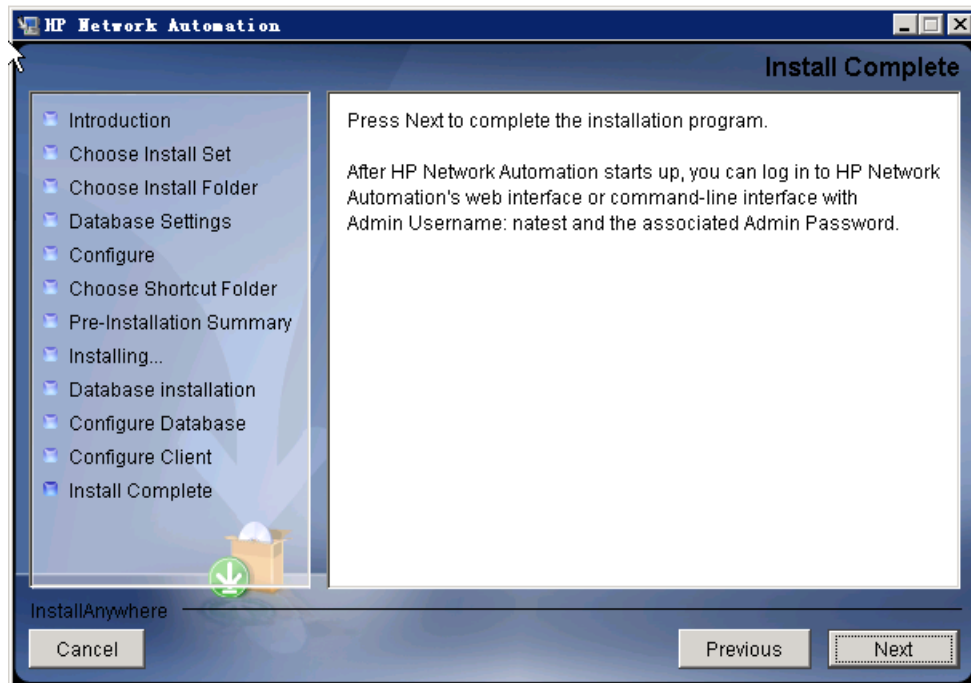 HP Network Automation
Install Complete
Introduction
Choose Install Set
Choose Install Folder
Database Settings
Configure
Choose Shortcut Folder
Pre-Installation Summary
Installing...
Database installation
Configure Database
Configure Client
Install Complete
Press Next to complete the installation program.
After HP Network Automation starts up, you can log in to HP Network
Automation's web interface or command-line interface with
Admin Username: natest and the associated Admin Password.
InstallAnywhere
Cancel
Previous
Next